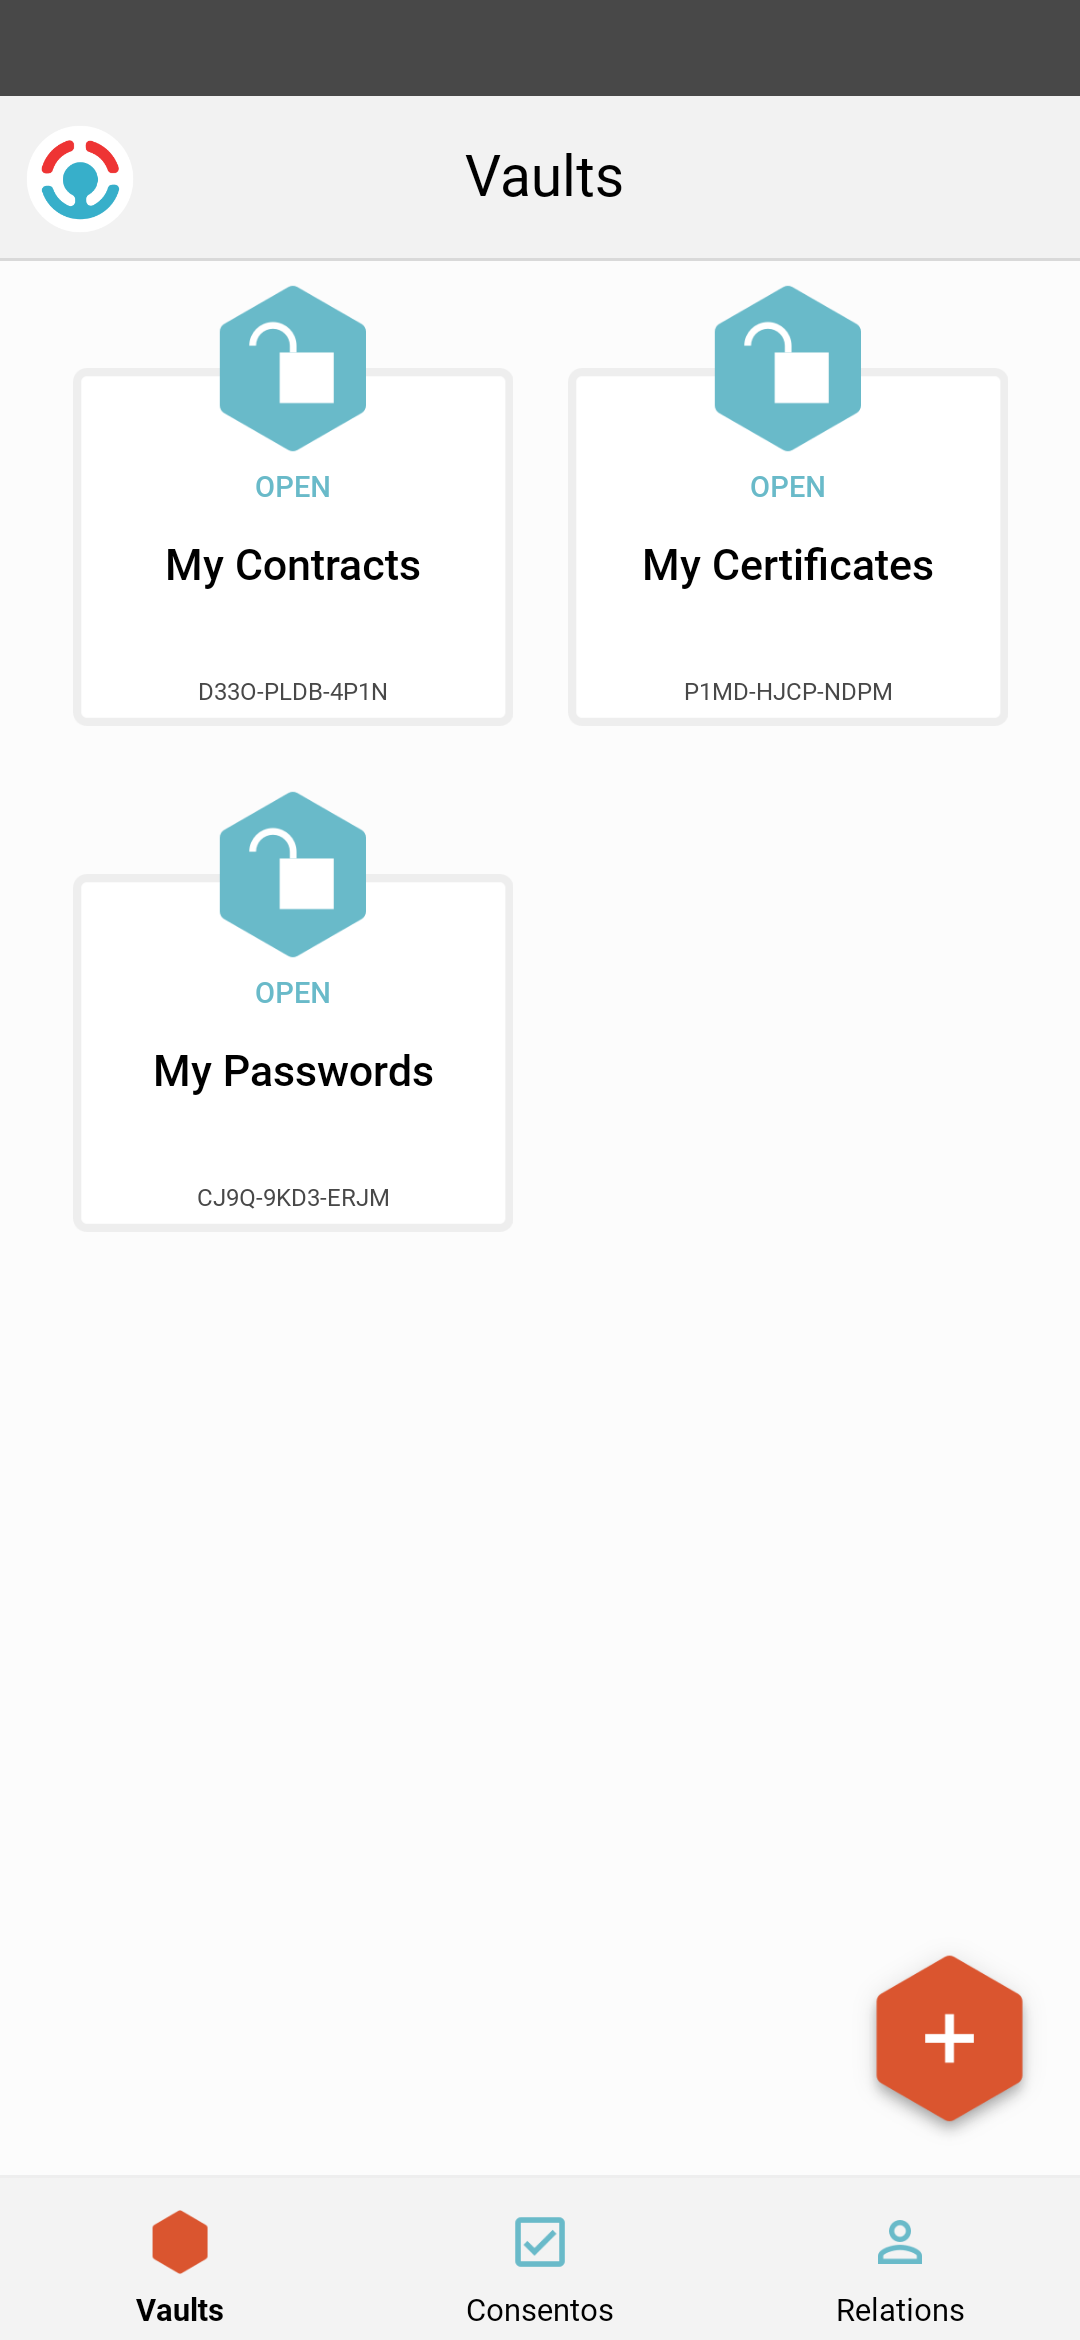 Vaults
OPEN
My Contracts
D33O-PLDB-4P1N
OPEN
My Certificates
P1MD-HJCP-NDPM
OPEN
My Passwords
CJ9Q-9KD3-ERJM
Vaults
Consentos
Relations